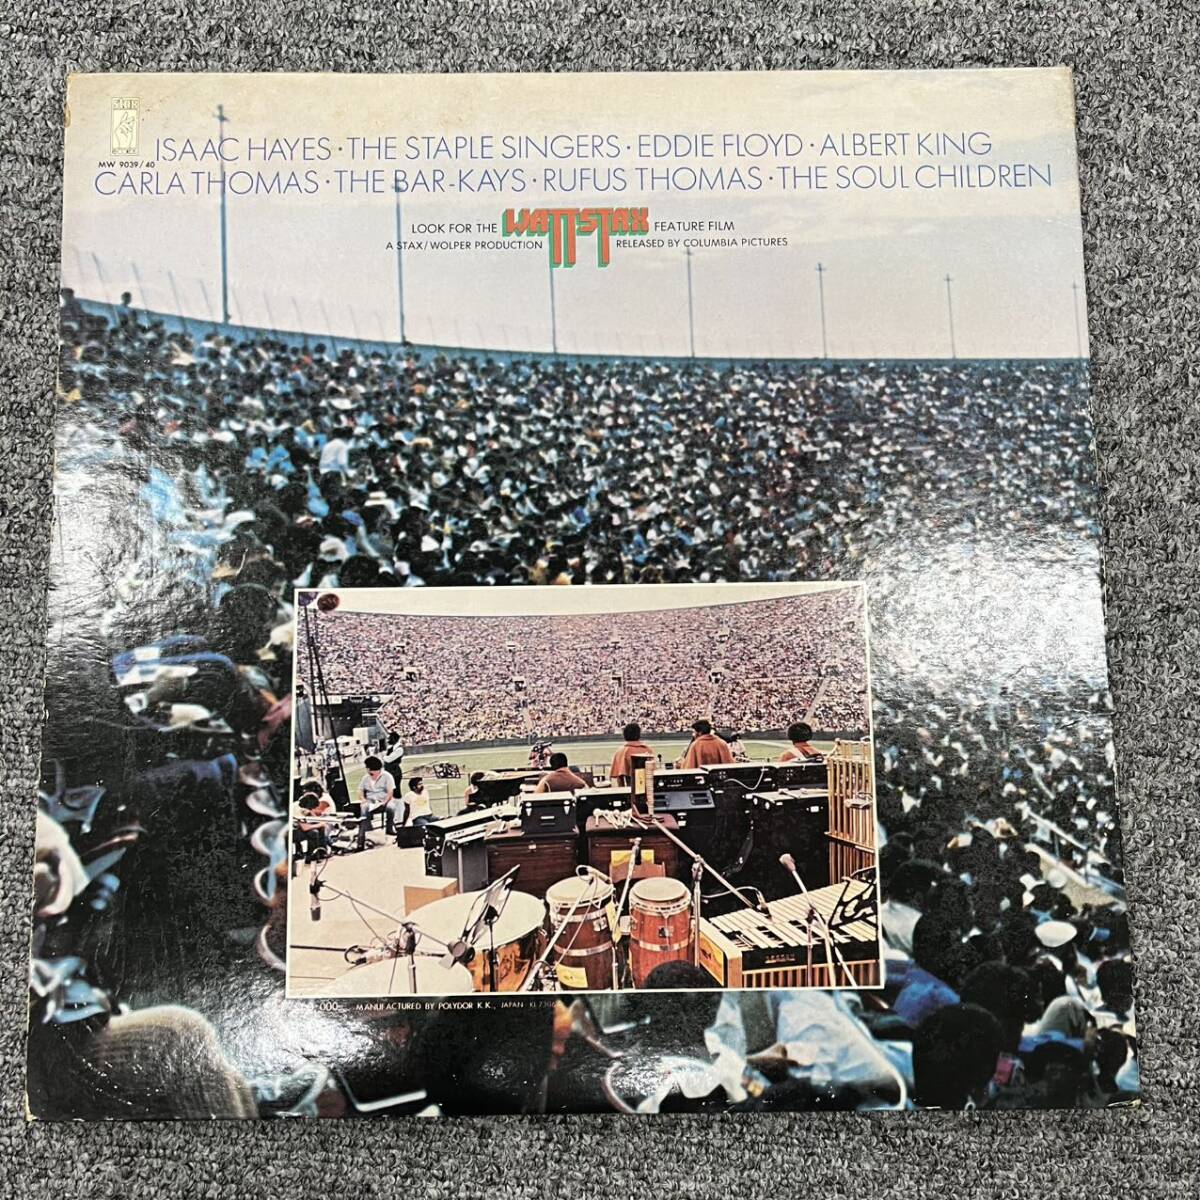 STAX
MW 9039/40
ISAAC HAYES · THE STAPLE SINGERS · EDDIE FLOYD · ALBERT KING
CARLA THOMAS · THE BAR-KAYS · RUFUS THOMAS · THE SOUL CHILDREN
LOOK FOR THE WATTSTAX FEATURE FILM
A STAX/WOLPER PRODUCTION RELEASED BY COLUMBIA PICTURES
MANUFACTURED BY POLYDOR K.K., JAPAN